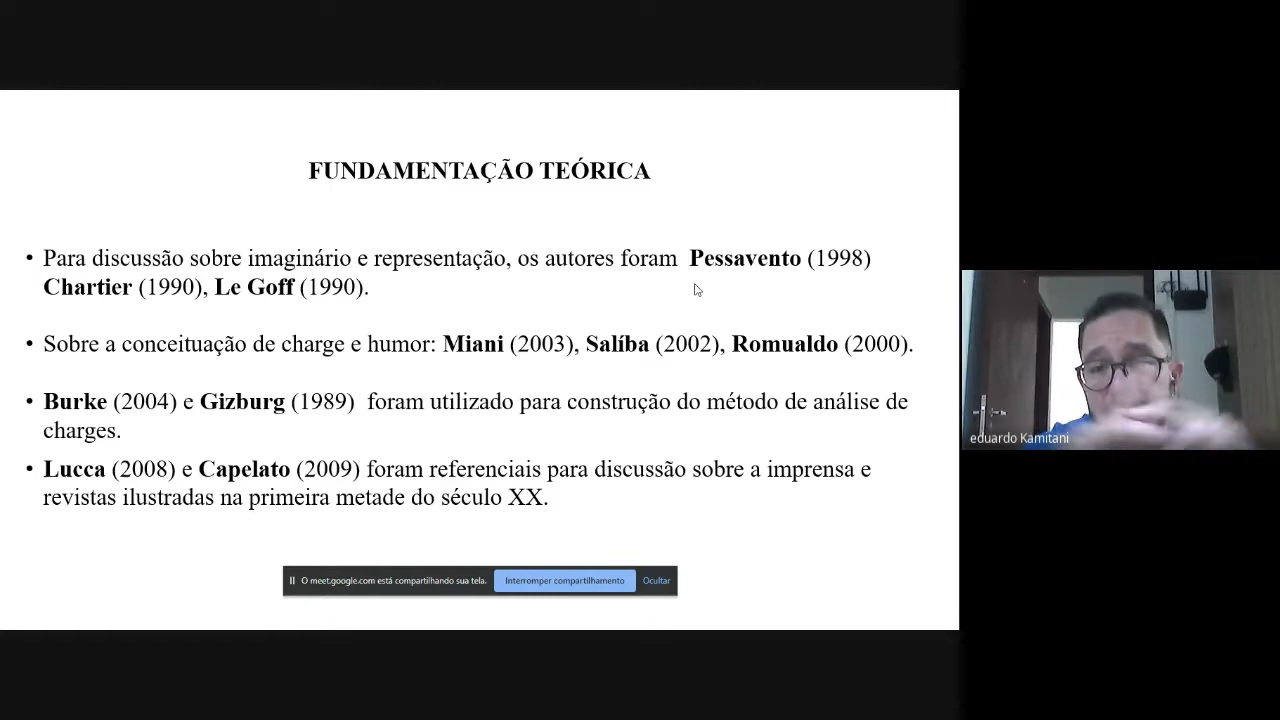 FUNDAMENTAÇÃO TEÓRICA
• Para discussão sobre imaginário e representação, os autores foram Pessavento (1998)
Chartier (1990), Le Goff (1990).
• Sobre a conceituação de charge e humor: Miani (2003), Salíba (2002), Romualdo (2000).
• Burke (2004) e Gizburg (1989) foram utilizado para construção do método de análise de
charges.
• Lucca (2008) e Capelato (2009) foram referenciais para discussão sobre a imprensa e
revistas ilustradas na primeira metade do século XX.
eduardo Kamitani
O meet.google.com está compartilhando sua tela. Interromper compartilhamento Ocultar